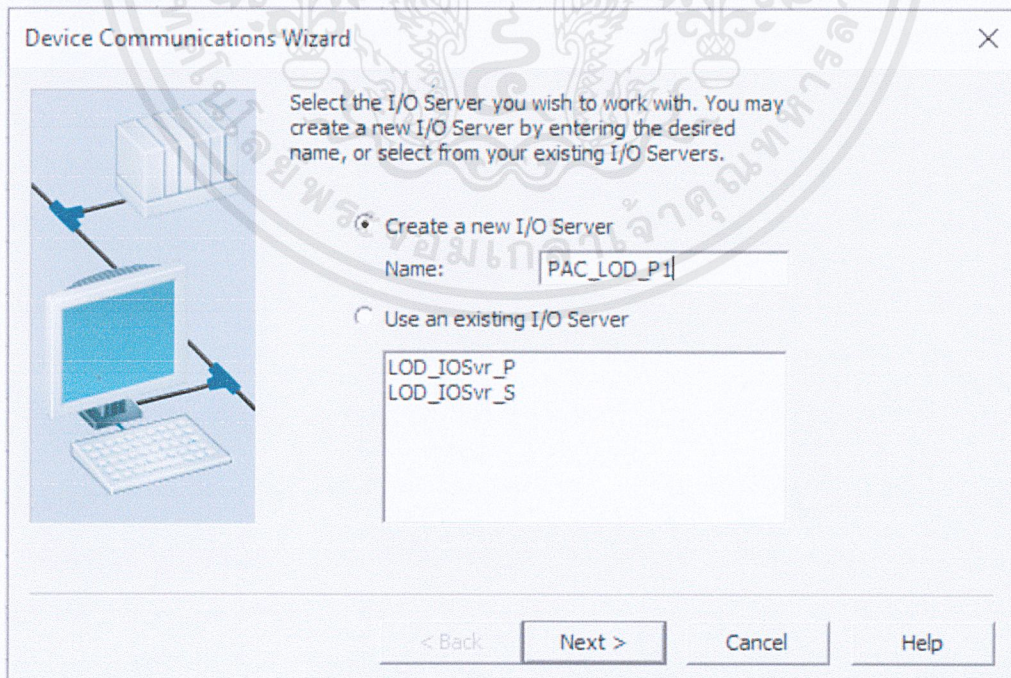 Device Communications Wizard
Select the I/O Server you wish to work with. You may
create a new I/O Server by entering the desired
name, or select from your existing I/O Servers.
Create a new I/O Server
Name: PAC_LOD_P1
Use an existing I/O Server
LOD_IOSvr_P
LOD_IOSvr_S
< Back Next > Cancel Help